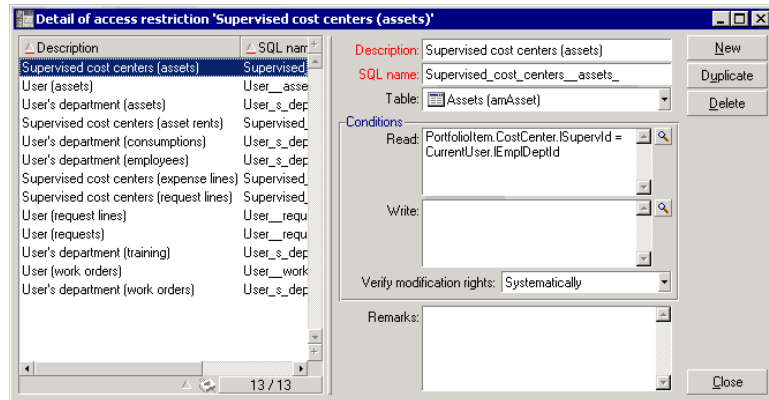 Detail of access restriction 'Supervised cost centers (assets)'
Description
SQL nam
Supervised cost centers (assets) Supervised_
User (assets) User__asse
User's department (assets) User_s_dep
Supervised cost centers (asset rents) Supervised_
User's department (consumptions) User_s_dep
User's department (employees) User_s_dep
Supervised cost centers (expense lines) Supervised_
Supervised cost centers (request lines) Supervised_
User (request lines) User__requ
User (requests) User__requ
User's department (training) User_s_dep
User (work orders) User__work
User's department (work orders) User_s_dep
13 / 13
Description: Supervised cost centers (assets)
SQL name: Supervised_cost_centers__assets_
Table: Assets (amAsset)
Conditions
Read: PortfolioItem.CostCenter.lSupervId =
CurrentUser.lEmplDeptId
Write:
Verify modification rights: Systematically
Remarks:
New
Duplicate
Delete
Close